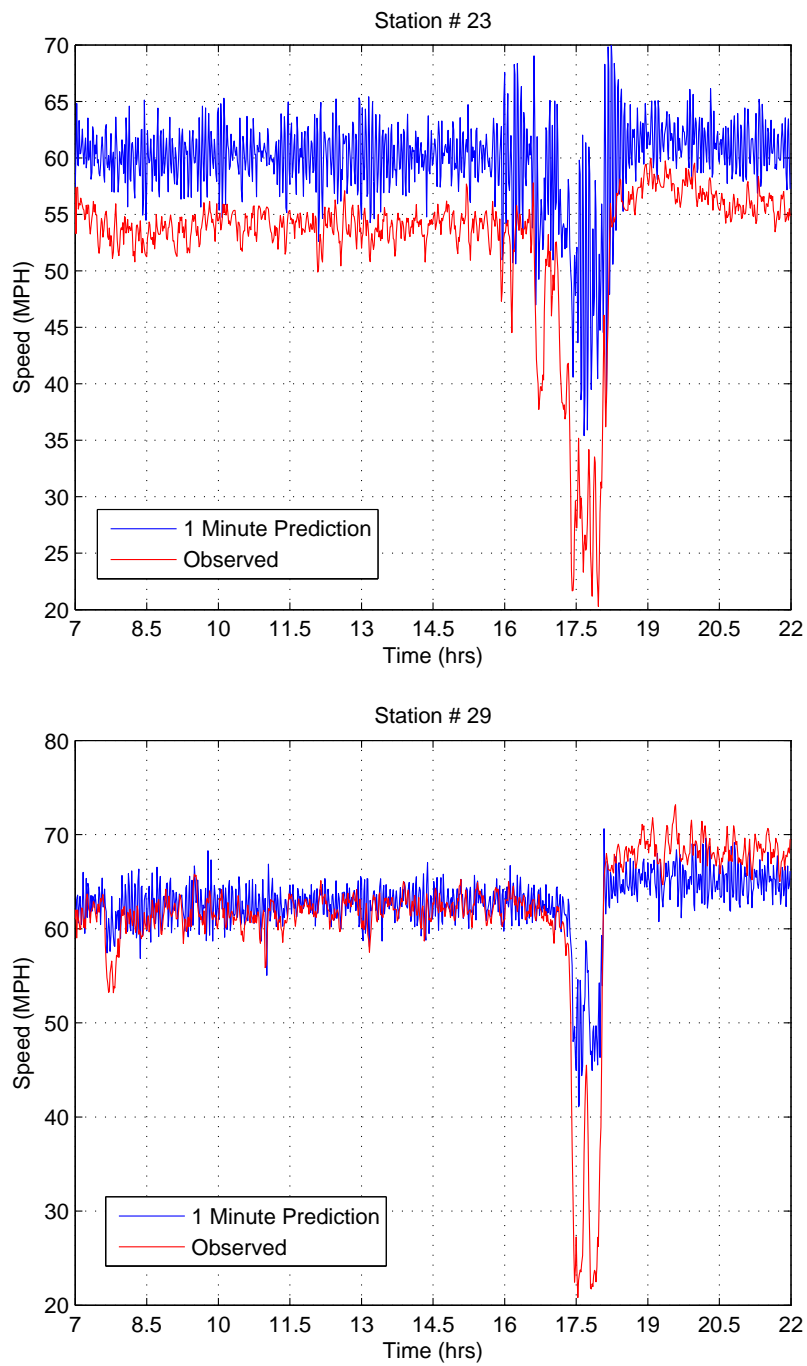 Station # 23
70
65
60
55
50
45
40
35
30
25
20
Speed (MPH)
1 Minute Prediction
Observed
7 8.5 10 11.5 13 14.5 16 17.5 19 20.5 22
Time (hrs)
Station # 29
80
70
60
50
40
30
20
Speed (MPH)
1 Minute Prediction
Observed
7 8.5 10 11.5 13 14.5 16 17.5 19 20.5 22
Time (hrs)